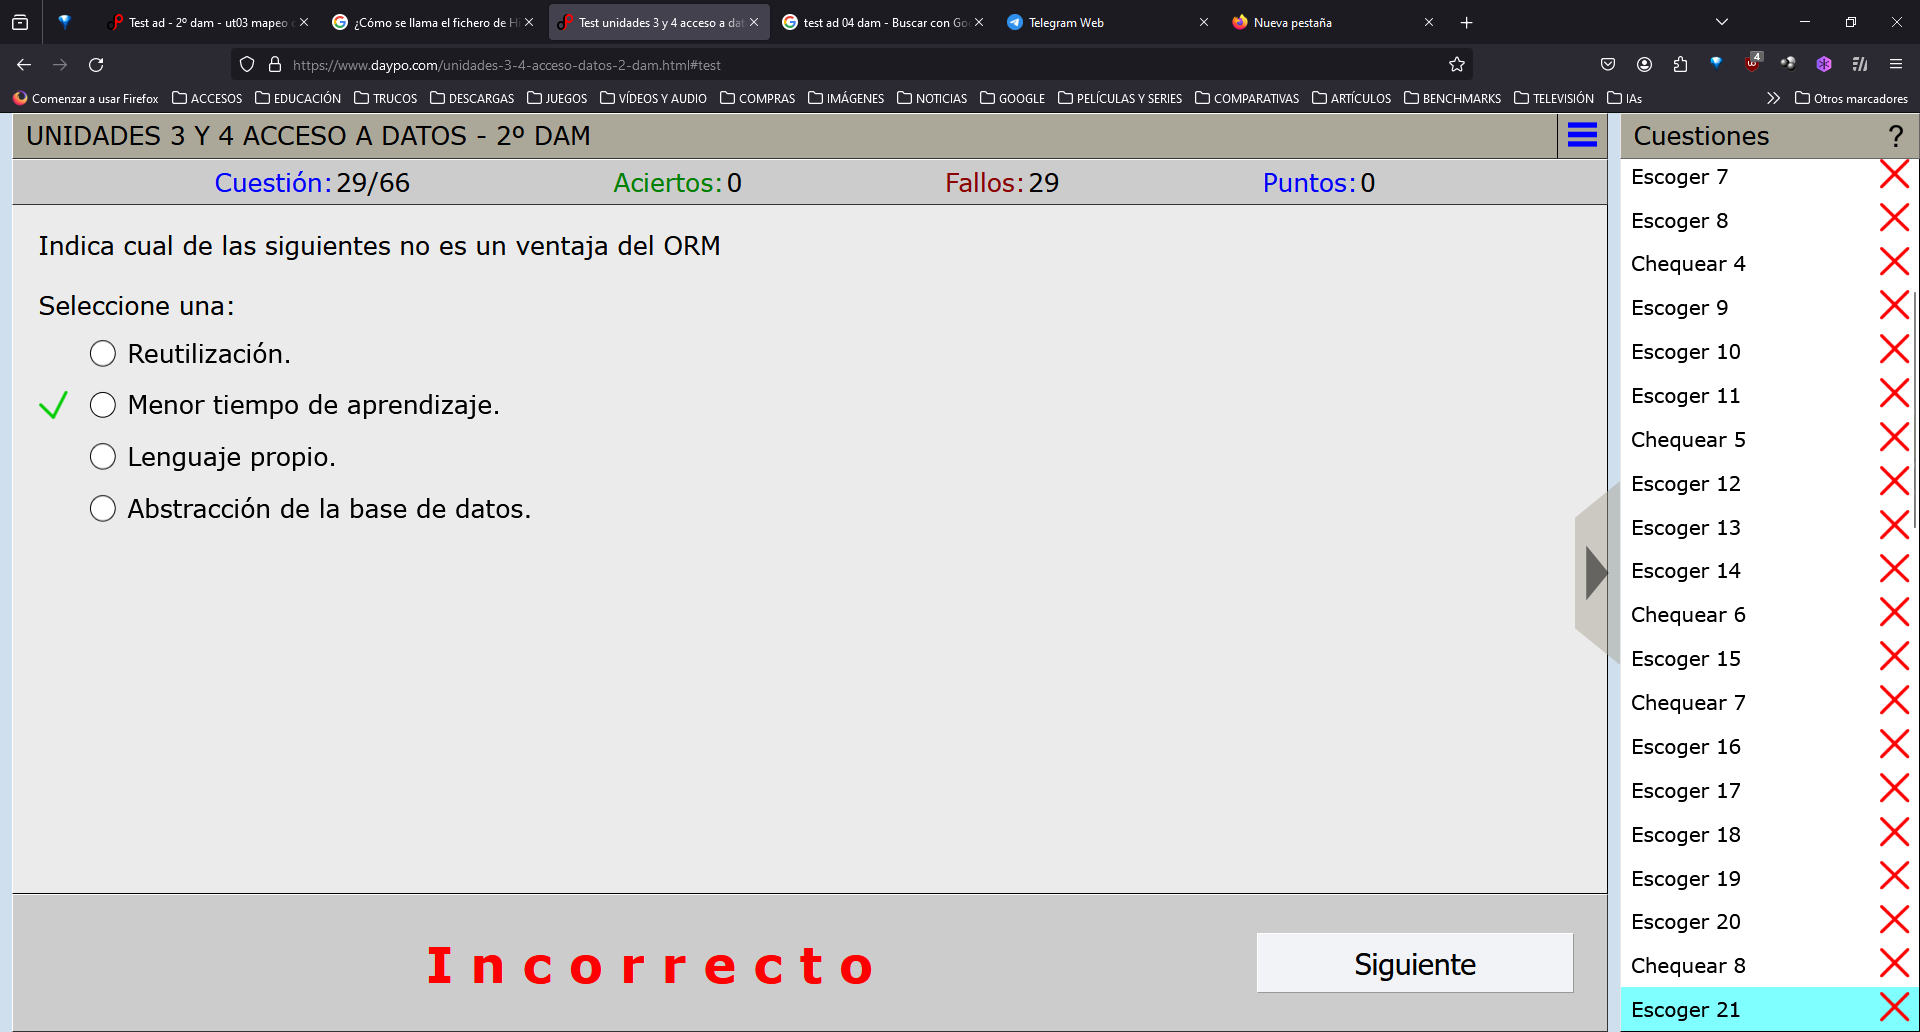 Test ad - 2º dam - ut03 mapeo
¿Cómo se llama el fichero de Hi
Test unidades 3 y 4 acceso a dat
test ad 04 dam - Buscar con Go
Telegram Web
Nueva pestaña
https://www.daypo.com/unidades-3-4-acceso-datos-2-dam.html#test
4
Comenzar a usar Firefox
ACCESOS
EDUCACIÓN
TRUCOS
DESCARGAS
JUEGOS
VÍDEOS Y AUDIO
COMPRAS
IMÁGENES
NOTICIAS
GOOGLE
PELÍCULAS Y SERIES
COMPARATIVAS
ARTÍCULOS
BENCHMARKS
TELEVISIÓN
IAs
Otros marcadores
UNIDADES 3 Y 4 ACCESO A DATOS - 2º DAM
Cuestión: 29/66
Aciertos: 0
Fallos: 29
Puntos: 0
Indica cual de las siguientes no es un ventaja del ORM
Seleccione una:
Reutilización.
Menor tiempo de aprendizaje.
Lenguaje propio.
Abstracción de la base de datos.
Incorrecto
Siguiente
Cuestiones ?
Escoger 7
Escoger 8
Chequear 4
Escoger 9
Escoger 10
Escoger 11
Chequear 5
Escoger 12
Escoger 13
Escoger 14
Chequear 6
Escoger 15
Chequear 7
Escoger 16
Escoger 17
Escoger 18
Escoger 19
Escoger 20
Chequear 8
Escoger 21